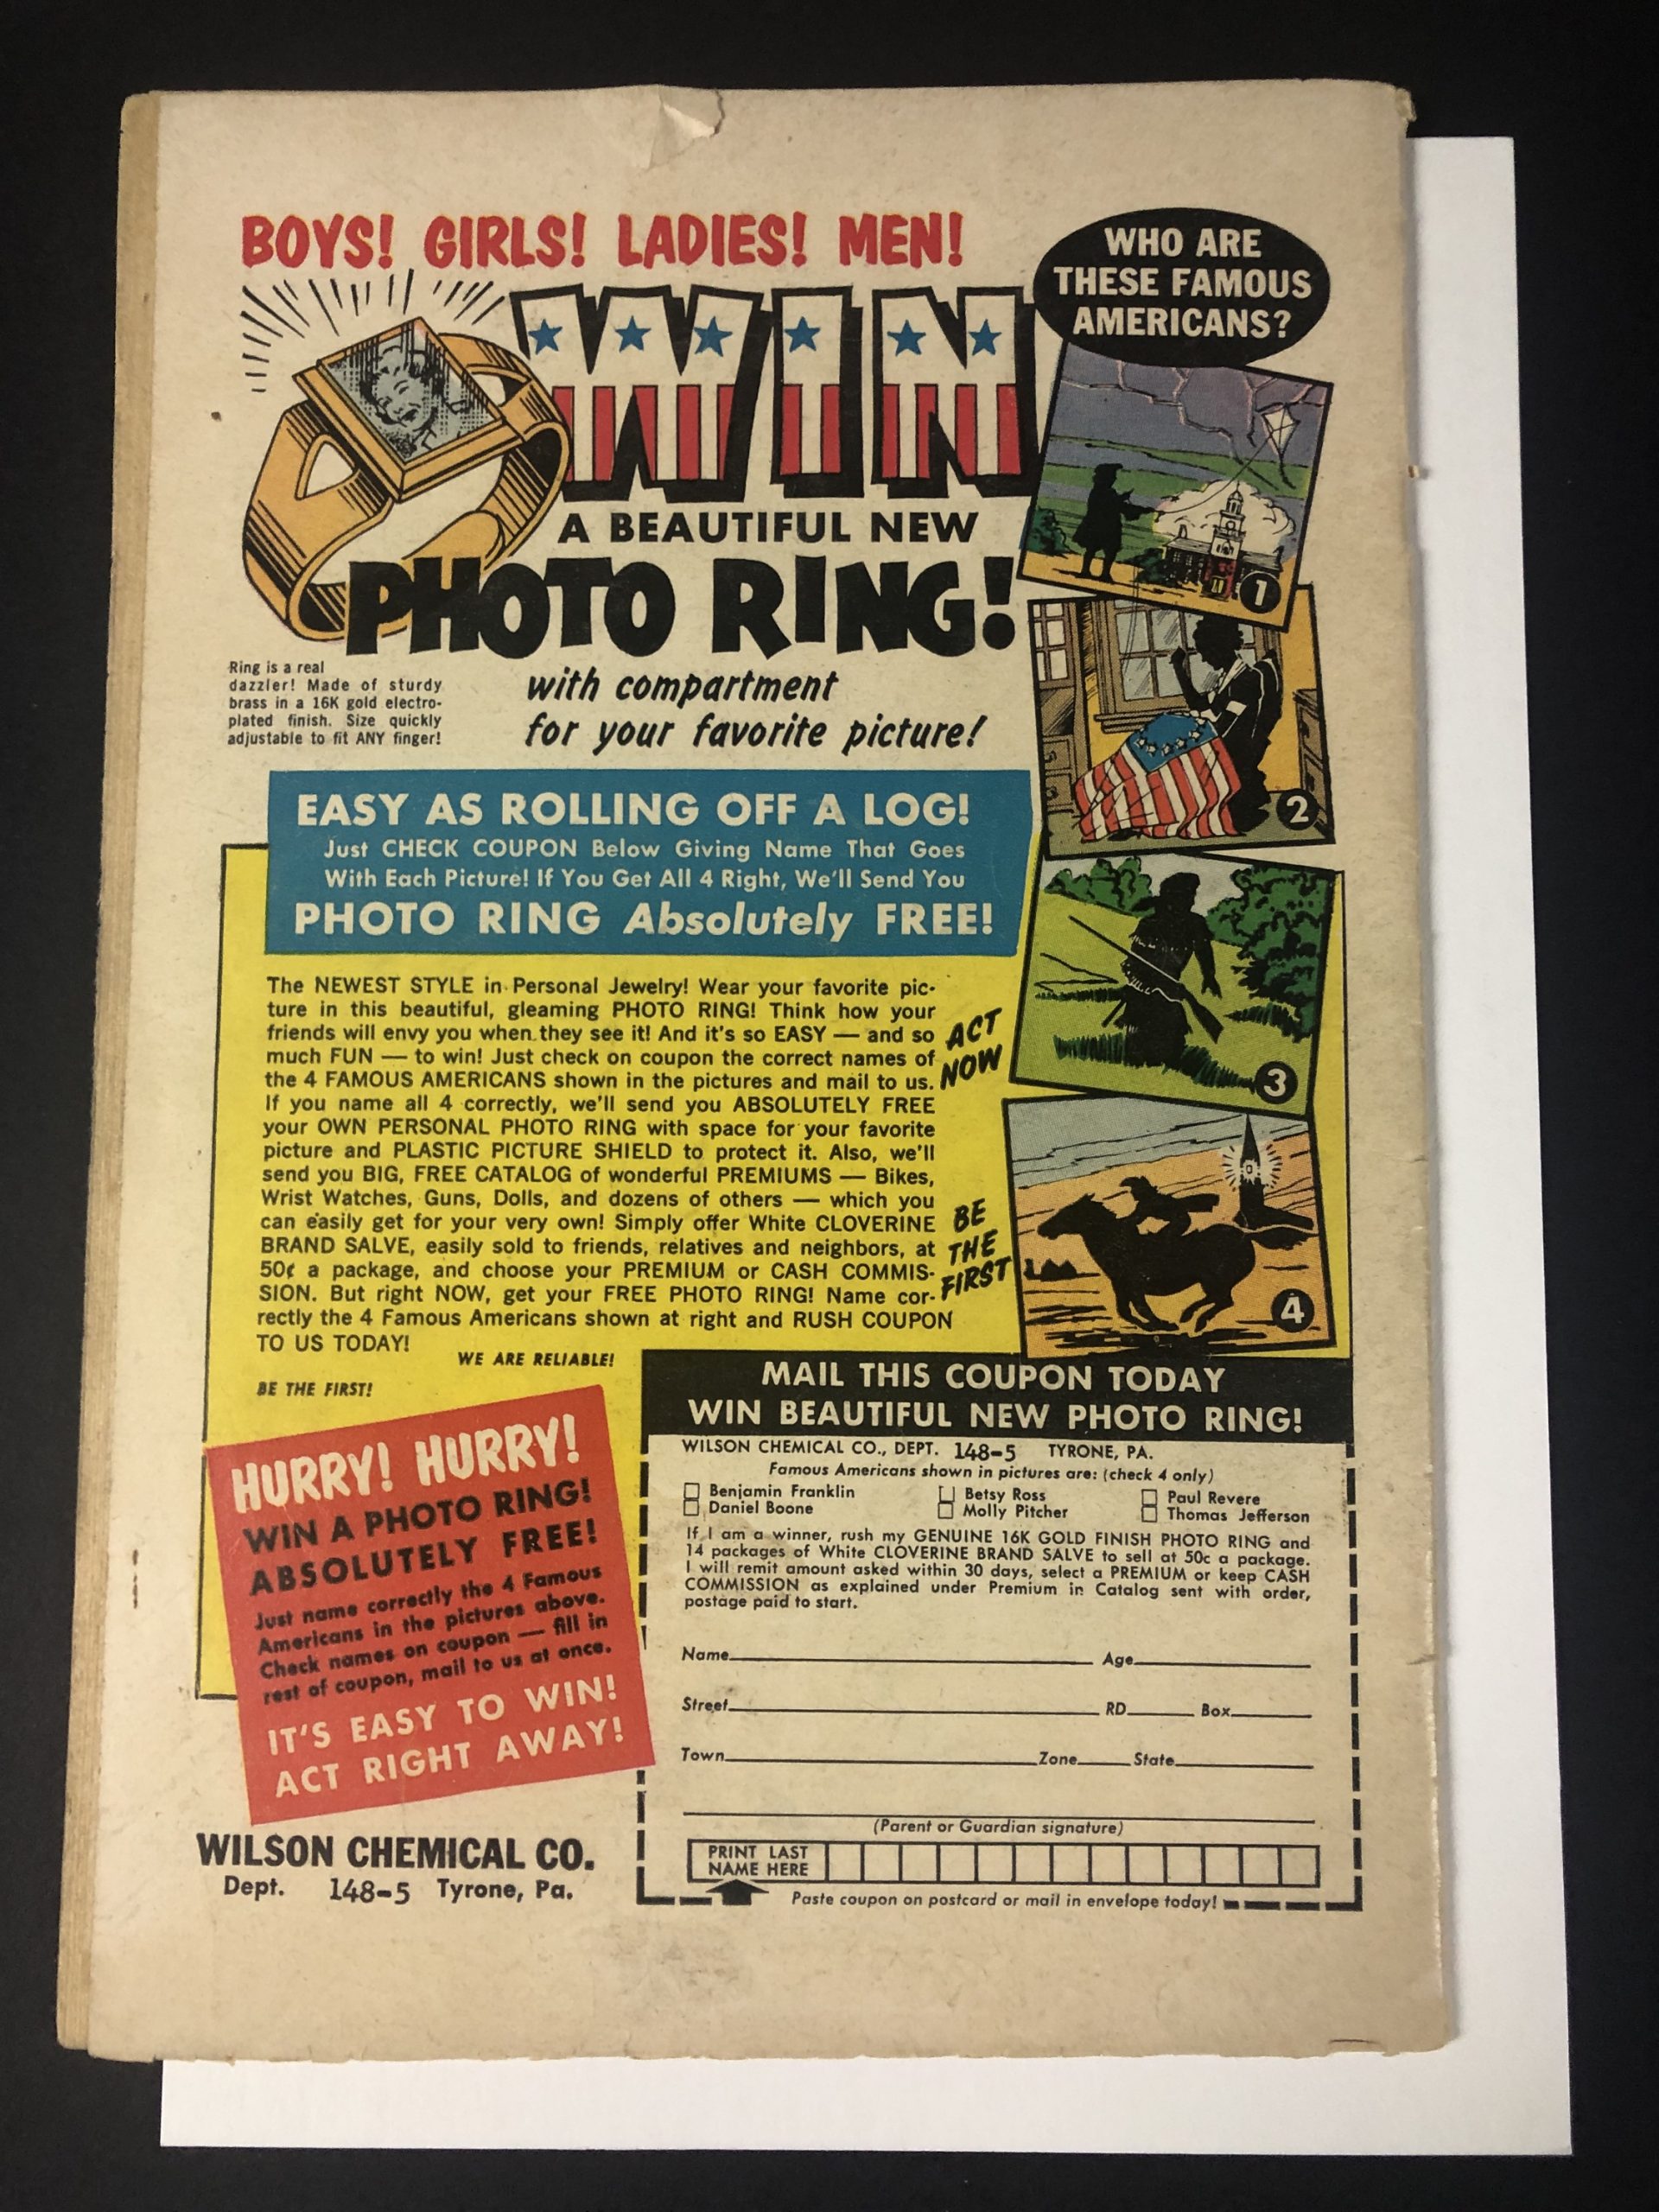 BOYS! GIRLS! LADIES! MEN!
WIN
A BEAUTIFUL NEW
PHOTO RING!
with compartment
for your favorite picture!
Ring is a real
dazzler! Made of sturdy
brass in a 16K gold electro-
plated finish. Size quickly
adjustable to fit ANY finger!
WHO ARE
THESE FAMOUS
AMERICANS?
1
2
3
4
EASY AS ROLLING OFF A LOG!
Just CHECK COUPON Below Giving Name That Goes
With Each Picture! If You Get All 4 Right, We'll Send You
PHOTO RING Absolutely FREE!
The NEWEST STYLE in Personal Jewelry! Wear your favorite pic-
ture in this beautiful, gleaming PHOTO RING! Think how your
friends will envy you when they see it! And it's so EASY — and so
much FUN — to win! Just check on coupon the correct names of
the 4 FAMOUS AMERICANS shown in the pictures and mail to us.
If you name all 4 correctly, we'll send you ABSOLUTELY FREE
your OWN PERSONAL PHOTO RING with space for your favorite
picture and PLASTIC PICTURE SHIELD to protect it. Also, we'll
send you BIG, FREE CATALOG of wonderful PREMIUMS — Bikes,
Wrist Watches, Guns, Dolls, and dozens of others — which you
can easily get for your very own! Simply offer White CLOVERINE
BRAND SALVE, easily sold to friends, relatives and neighbors, at
50¢ a package, and choose your PREMIUM or CASH COMMIS-
SION. But right NOW, get your FREE PHOTO RING! Name cor-
rectly the 4 Famous Americans shown at right and RUSH COUPON
TO US TODAY!
ACT
NOW
BE
THE
FIRST
WE ARE RELIABLE!
BE THE FIRST!
HURRY! HURRY!
WIN A PHOTO RING!
ABSOLUTELY FREE!
Just name correctly the 4 Famous
Americans in the pictures above.
Check names on coupon — fill in
rest of coupon, mail to us at once.
IT'S EASY TO WIN!
ACT RIGHT AWAY!
WILSON CHEMICAL CO.
Dept. 148-5 Tyrone, Pa.
MAIL THIS COUPON TODAY
WIN BEAUTIFUL NEW PHOTO RING!
WILSON CHEMICAL CO., DEPT. 148-5 TYRONE, PA.
Famous Americans shown in pictures are: (check 4 only)
Benjamin Franklin Betsy Ross Paul Revere
Daniel Boone Molly Pitcher Thomas Jefferson
If I am a winner, rush my GENUINE 16K GOLD FINISH PHOTO RING and
14 packages of White CLOVERINE BRAND SALVE to sell at 50c a package.
I will remit amount asked within 30 days, select a PREMIUM or keep CASH
COMMISSION as explained under Premium in Catalog sent with order,
postage paid to start.
Name Age
Street RD Box
Town Zone State
(Parent or Guardian signature)
PRINT LAST
NAME HERE
Paste coupon on postcard or mail in envelope today!